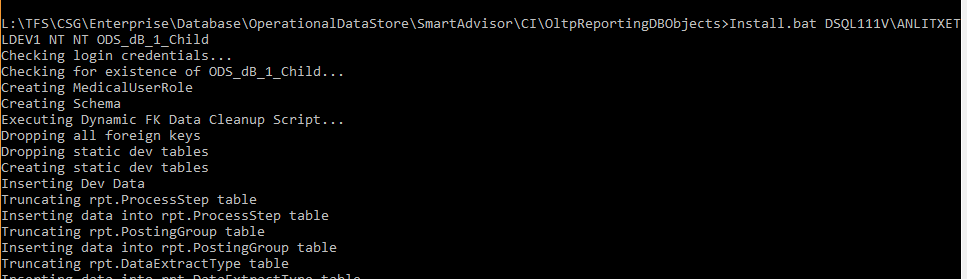 L:\TFS\CSG\Enterprise\Database\OperationalDataStore\SmartAdvisor\CI\OltpReportingDBObjects>Install.bat DSQL111V\ANLITXET
LDEV1 NT NT ODS_dB_1_Child
Checking login credentials...
Checking for existence of ODS_dB_1_Child...
Creating MedicalUserRole
Creating Schema
Executing Dynamic FK Data Cleanup Script...
Dropping all foreign keys
Dropping static dev tables
Creating static dev tables
Inserting Dev Data
Truncating rpt.ProcessStep table
Inserting data into rpt.ProcessStep table
Truncating rpt.PostingGroup table
Inserting data into rpt.PostingGroup table
Truncating rpt.DataExtractType table
Inserting data into rpt.DataExtractType table